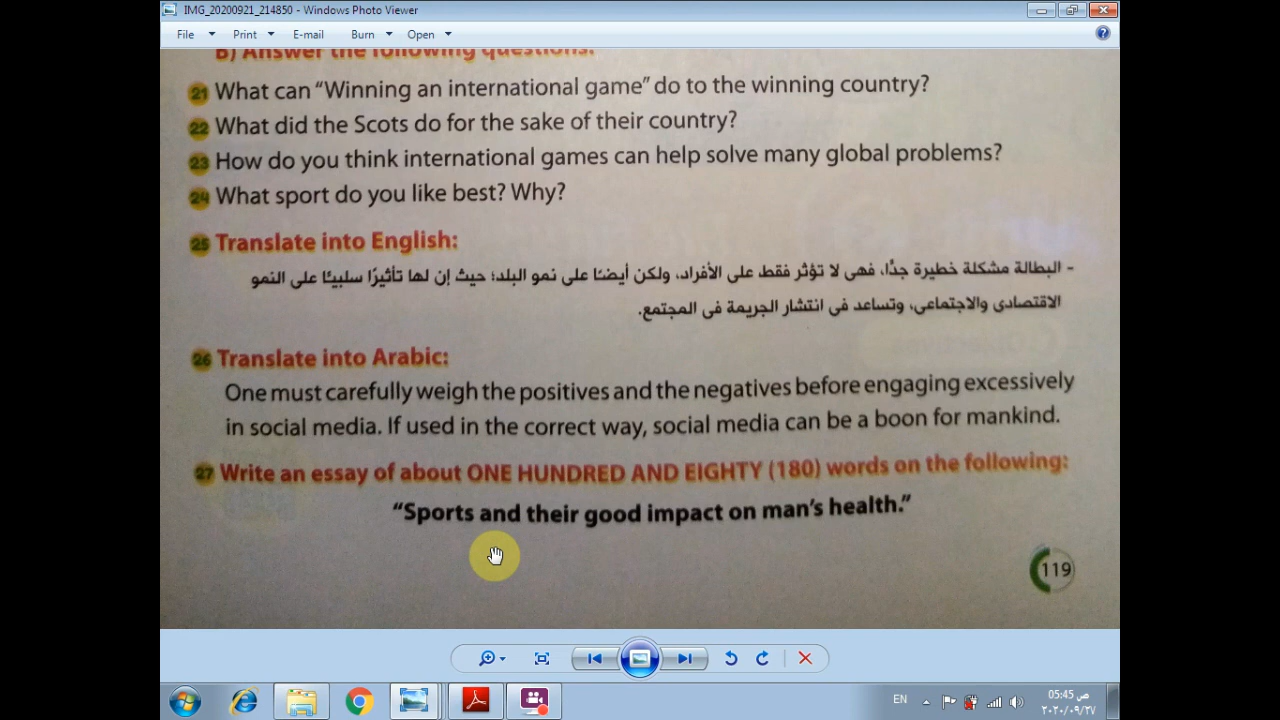 IMG_20200921_214850 - Windows Photo Viewer
File Print E-mail Burn Open
B) Answer the following questions:
21 What can “Winning an international game” do to the winning country?
22 What did the Scots do for the sake of their country?
23 How do you think international games can help solve many global problems?
24 What sport do you like best? Why?
25 Translate into English:
- البطالة مشكلة خطيرة جدًّا، فهى لا تؤثر فقط على الأفراد، ولكن أيضًا على نمو البلد؛ حيث إن لها تأثيرًا سلبيًا على النمو
الاقتصادى والاجتماعى، وتساعد فى انتشار الجريمة فى المجتمع.
26 Translate into Arabic:
One must carefully weigh the positives and the negatives before engaging excessively
in social media. If used in the correct way, social media can be a boon for mankind.
27 Write an essay of about ONE HUNDRED AND EIGHTY (180) words on the following:
“Sports and their good impact on man’s health.”
119
EN
05:45 ص
٢٠٢٠/٠٩/٢٧